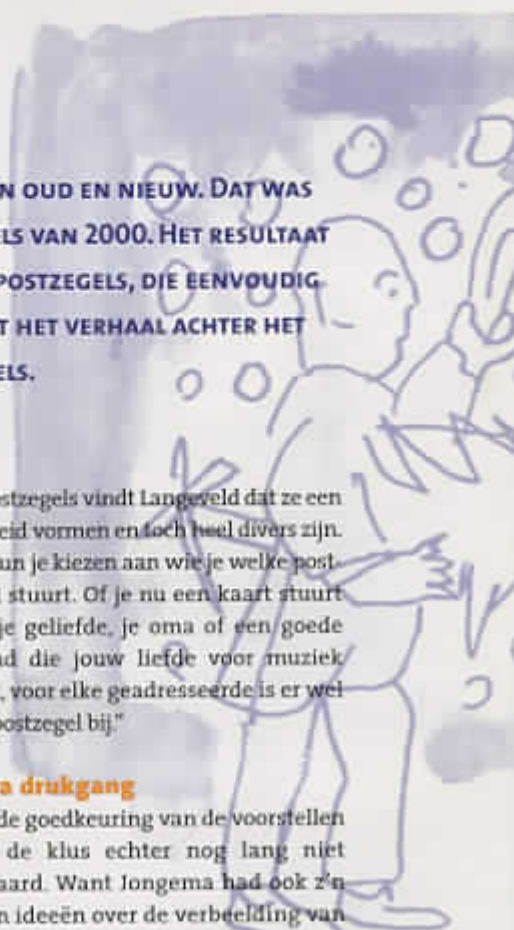 N OUD EN NIEUW. DAT WAS
LS VAN 2000. HET RESULTAAT
POSTZEGELS, DIE EENVOUDIG
T HET VERHAAL ACHTER HET
ELS.
stzegels vindt Langeveld dat ze een
eid vormen en toch heel divers zijn.
un je kiezen aan wie je welke post-
stuurt. Of je nu een kaart stuurt
je geliefde, je oma of een goede
nd die jouw liefde voor muziek
, voor elke geadresseerde is er wel
postzegel bij."
a drukgang
de goedkeuring van de voorstellen
de klus echter nog lang niet
aard. Want Jongema had ook z'n
n ideeën over de verbeelding van